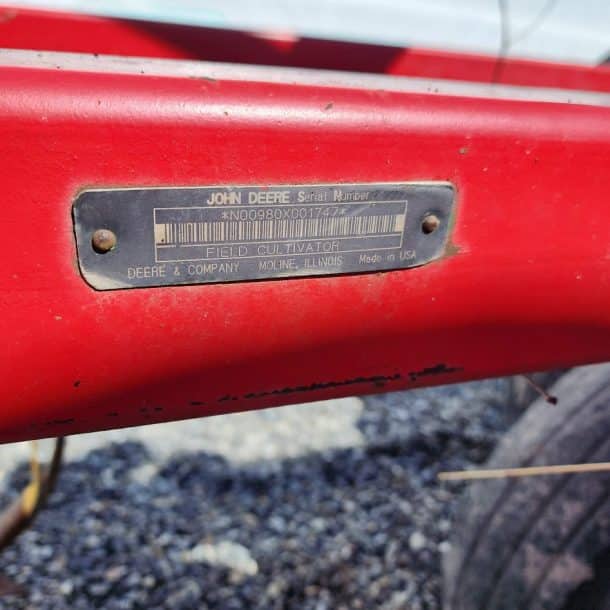 JOHN DEERE Serial Number
*N00980X001747*
FIELD CULTIVATOR
DEERE & COMPANY MOLINE, ILLINOIS Made in USA